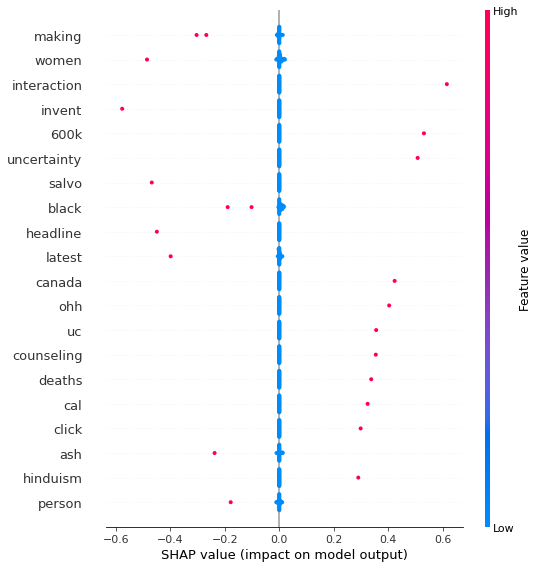 High
making
women
interaction
invent
600k
uncertainty
salvo
black
headline
latest
canada
ohh
uc
counseling
deaths
cal
click
ash
hinduism
person
Feature value
Low
−0.6 −0.4 −0.2 0.0 0.2 0.4 0.6
SHAP value (impact on model output)